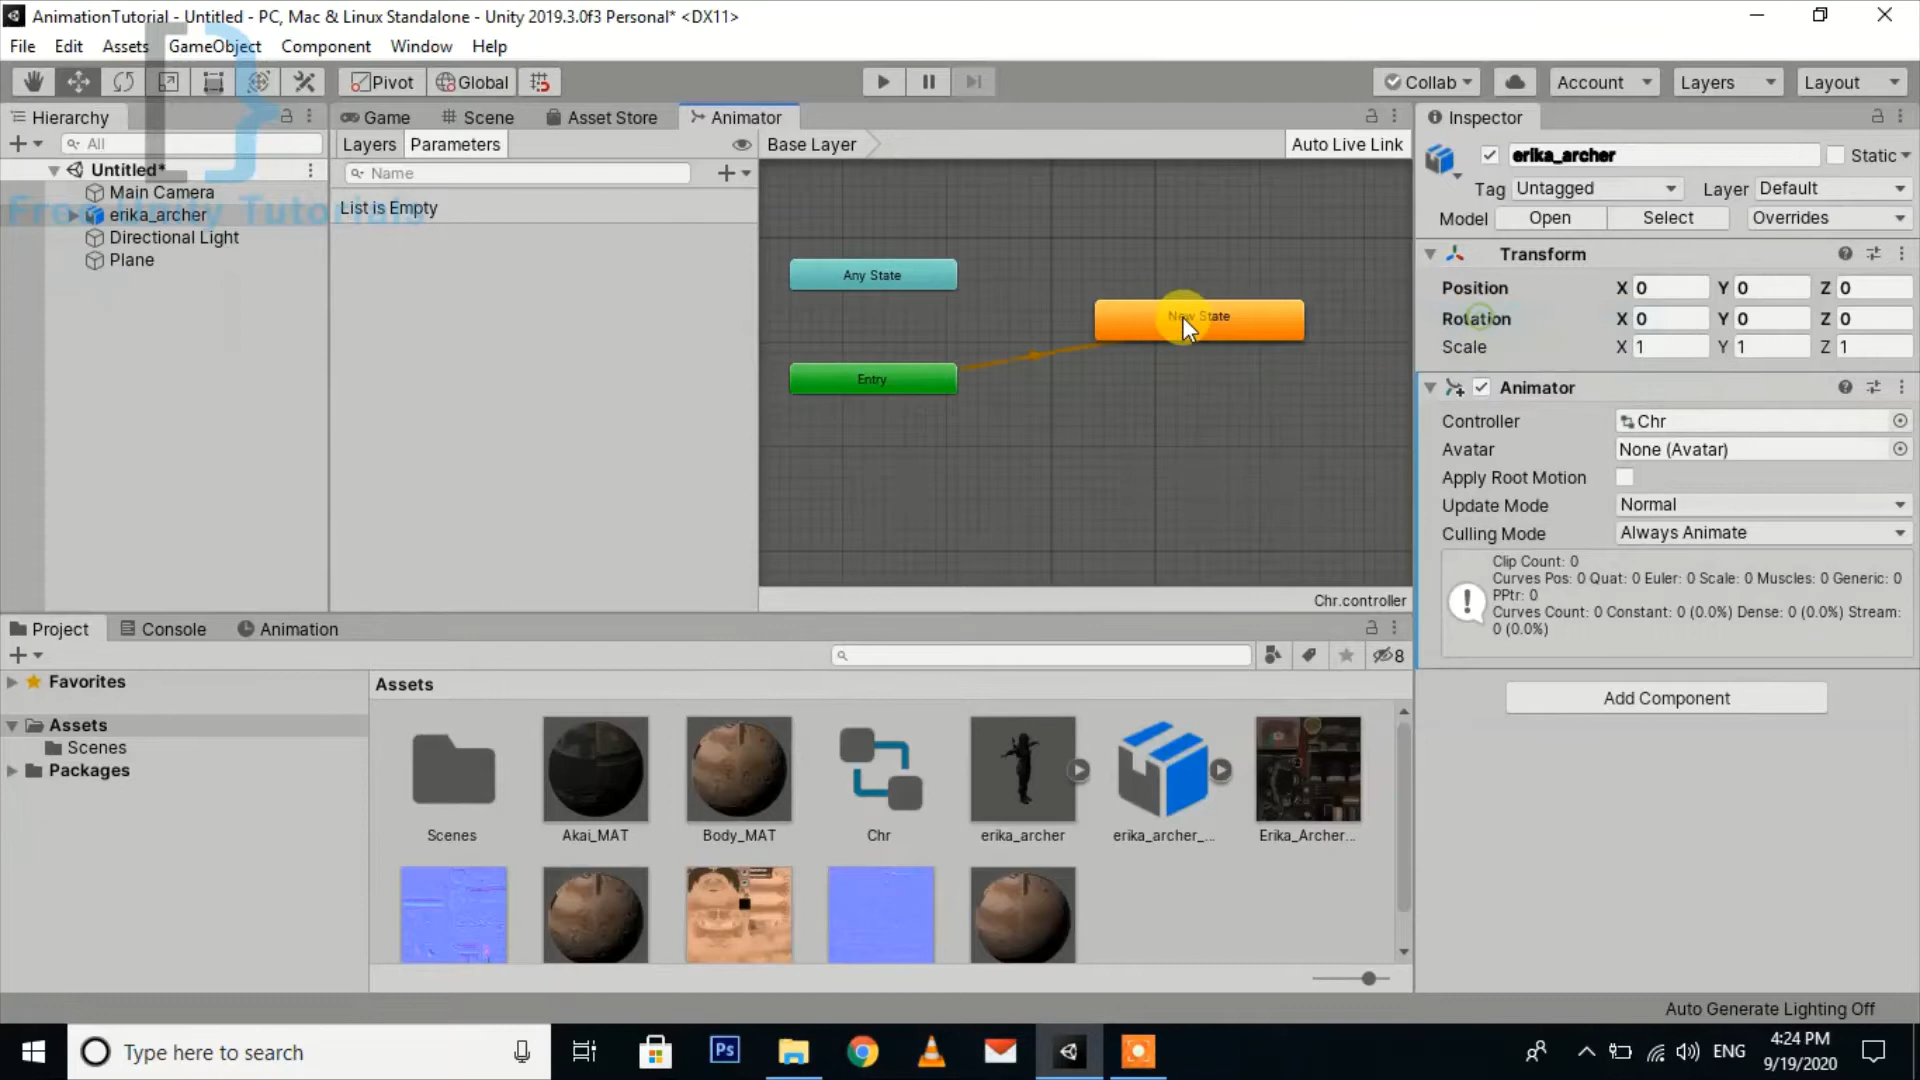 AnimationTutorial - Untitled - PC, Mac & Linux Standalone - Unity 2019.3.0f3 Personal* <DX11>
File Edit Assets GameObject Component Window Help
Pivot Global Collab Account Layers Layout
Hierarchy
All
Untitled*
Main Camera
erika_archer
Directional Light
Plane
Free Unity Tutorials
Game Scene Asset Store Animator
Layers Parameters
Name
List is Empty
Base Layer Auto Live Link
Any State
New State
Entry
Chr.controller
Inspector
erika_archer Static
Tag Untagged Layer Default
Model Open Select Overrides
Transform
Position X 0 Y 0 Z 0
Rotation X 0 Y 0 Z 0
Scale X 1 Y 1 Z 1
Animator
Controller Chr
Avatar None (Avatar)
Apply Root Motion
Update Mode Normal
Culling Mode Always Animate
Clip Count: 0
Curves Pos: 0 Quat: 0 Euler: 0 Scale: 0 Muscles: 0 Generic: 0
PPtr: 0
Curves Count: 0 Constant: 0 (0.0%) Dense: 0 (0.0%) Stream:
0 (0.0%)
Add Component
Project Console Animation
8
Favorites
Assets
Scenes
Packages
Assets
Scenes Akai_MAT Body_MAT Chr erika_archer erika_archer_... Erika_Archer...
Auto Generate Lighting Off
Type here to search
Ps
ENG
4:24 PM
9/19/2020